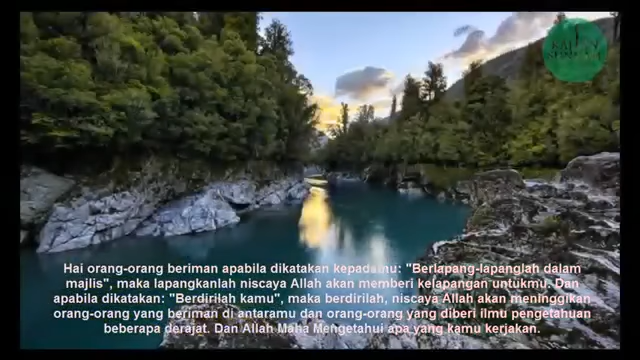 Hai orang-orang beriman apabila dikatakan kepadamu: "Berlapang-lapanglah dalam
majlis", maka lapangkanlah niscaya Allah akan memberi kelapangan untukmu. Dan
apabila dikatakan: "Berdirilah kamu", maka berdirilah, niscaya Allah akan meninggikan
orang-orang yang beriman di antaramu dan orang-orang yang diberi ilmu pengetahuan
beberapa derajat. Dan Allah Maha Mengetahui apa yang kamu kerjakan.